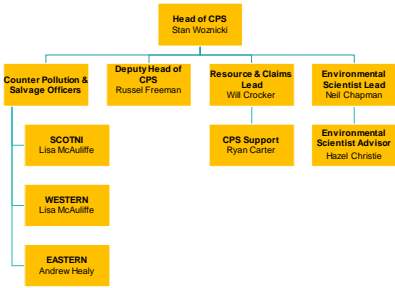 Head of CPS
Stan Woznicki
Counter Pollution &
Salvage Officers
Deputy Head of
CPS
Russel Freeman
Resource & Claims
Lead
Will Crocker
Environmental
Scientist Lead
Neil Chapman
SCOTNI
Lisa McAuliffe
CPS Support
Ryan Carter
Environmental
Scientist Advisor
Hazel Christie
WESTERN
Lisa McAuliffe
EASTERN
Andrew Healy